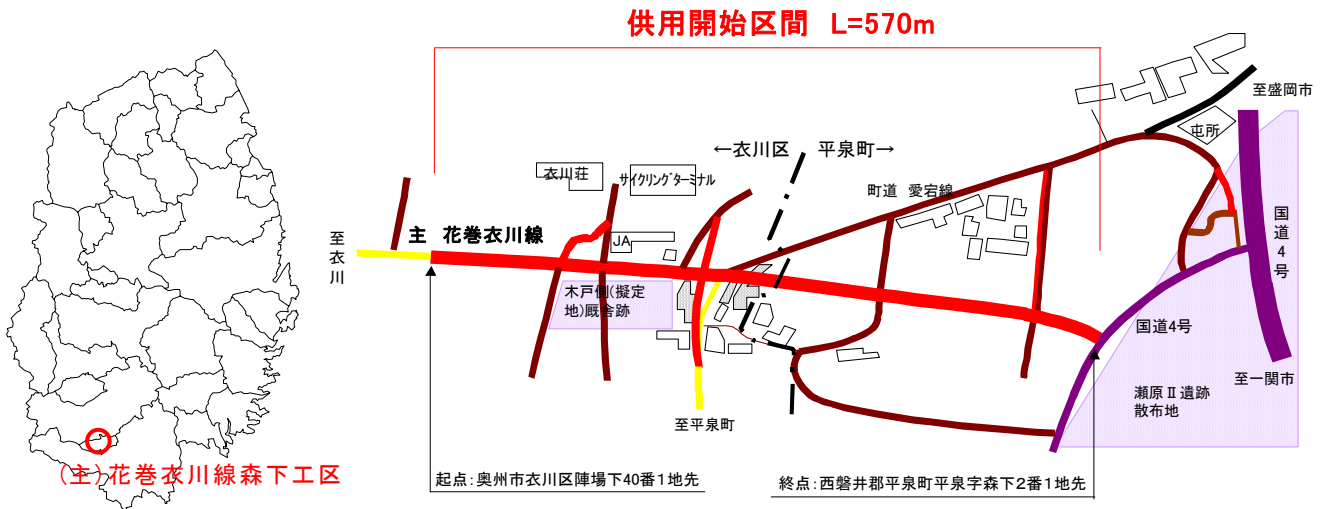 供用開始区間 L=570m
至盛岡市
屯所
←衣川区 平泉町→
衣川荘
サイクリングターミナル
町道 愛宕線
国道4号
至衣川
主 花巻衣川線
JA
木戸側(擬定
地)厩舎跡
国道4号
至一関市
瀬原Ⅱ遺跡
散布地
至平泉町
(主)花巻衣川線森下工区
起点:奥州市衣川区陣場下40番1地先
終点:西磐井郡平泉町平泉字森下2番1地先